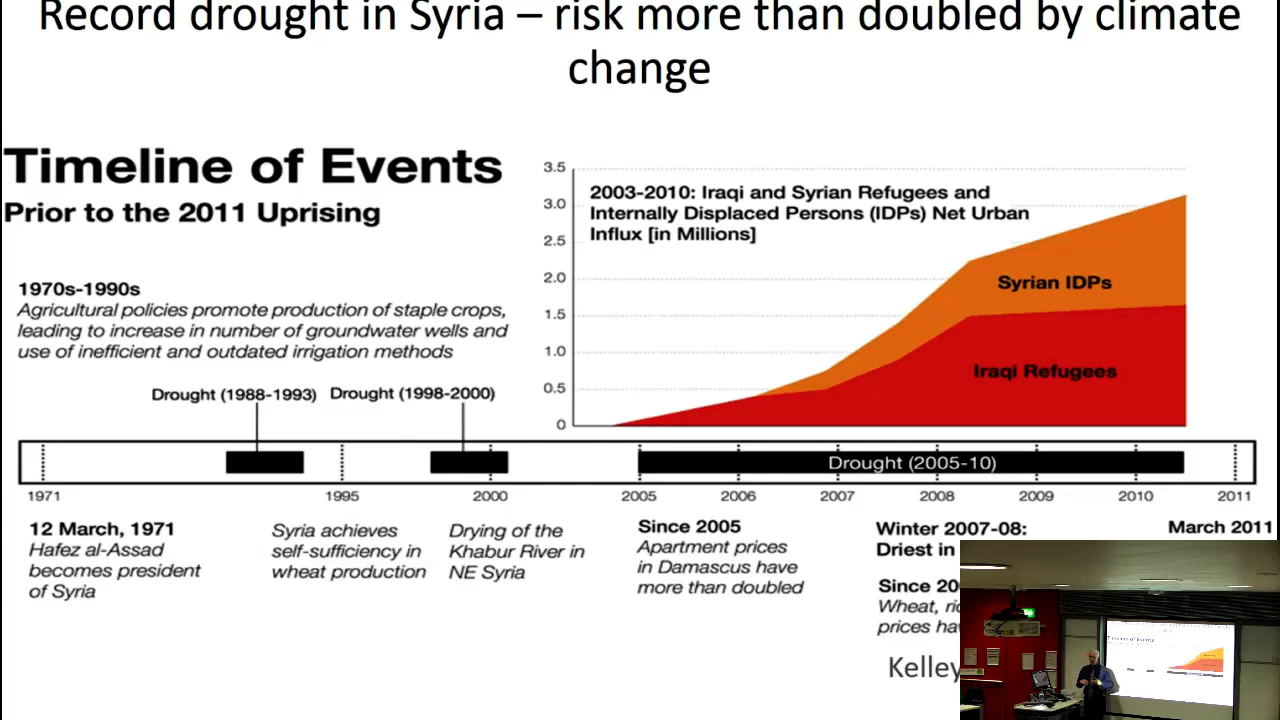 Record drought in Syria – risk more than doubled by climate
change
Timeline of Events
Prior to the 2011 Uprising
1970s-1990s
Agricultural policies promote production of staple crops,
leading to increase in number of groundwater wells and
use of inefficient and outdated irrigation methods
3.5
3.0
2.5
2.0
1.5
1.0
0.5
0
2003-2010: Iraqi and Syrian Refugees and
Internally Displaced Persons (IDPs) Net Urban
Influx [in Millions]
Syrian IDPs
Iraqi Refugees
Drought (1988-1993)
Drought (1998-2000)
Drought (2005-10)
1971
1995
2000
2005
2006
2007
2008
2009
2010
2011
12 March, 1971
Hafez al-Assad
becomes president
of Syria
Syria achieves
self-sufficiency in
wheat production
Drying of the
Khabur River in
NE Syria
Since 2005
Apartment prices
in Damascus have
more than doubled
Winter 2007-08:
Driest in
Since 20
Wheat, ri
prices ha
March 2011
Kelley
Timeline of Events